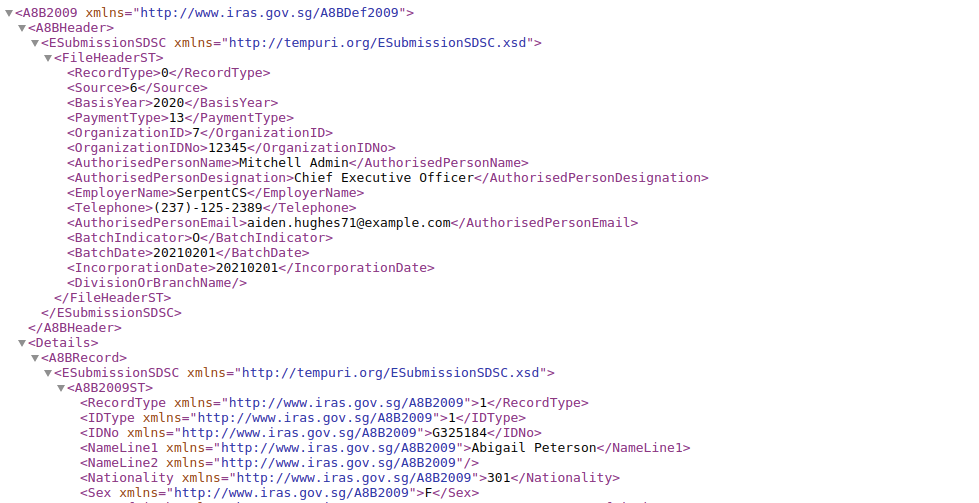 <A8B2009 xmlns="http://www.iras.gov.sg/A8BDef2009">
<A8BHeader>
<ESubmissionSDSC xmlns="http://tempuri.org/ESubmissionSDSC.xsd">
<FileHeaderST>
<RecordType>0</RecordType>
<Source>6</Source>
<BasisYear>2020</BasisYear>
<PaymentType>13</PaymentType>
<OrganizationID>7</OrganizationID>
<OrganizationIDNo>12345</OrganizationIDNo>
<AuthorisedPersonName>Mitchell Admin</AuthorisedPersonName>
<AuthorisedPersonDesignation>Chief Executive Officer</AuthorisedPersonDesignation>
<EmployerName>SerpentCS</EmployerName>
<Telephone>(237)-125-2389</Telephone>
<AuthorisedPersonEmail>aiden.hughes71@example.com</AuthorisedPersonEmail>
<BatchIndicator>O</BatchIndicator>
<BatchDate>20210201</BatchDate>
<IncorporationDate>20210201</IncorporationDate>
<DivisionOrBranchName/>
</FileHeaderST>
</ESubmissionSDSC>
</A8BHeader>
<Details>
<A8BRecord>
<ESubmissionSDSC xmlns="http://tempuri.org/ESubmissionSDSC.xsd">
<A8B2009ST>
<RecordType xmlns="http://www.iras.gov.sg/A8B2009">1</RecordType>
<IDType xmlns="http://www.iras.gov.sg/A8B2009">1</IDType>
<IDNo xmlns="http://www.iras.gov.sg/A8B2009">G325184</IDNo>
<NameLine1 xmlns="http://www.iras.gov.sg/A8B2009">Abigail Peterson</NameLine1>
<NameLine2 xmlns="http://www.iras.gov.sg/A8B2009"/>
<Nationality xmlns="http://www.iras.gov.sg/A8B2009">301</Nationality>
<Sex xmlns="http://www.iras.gov.sg/A8B2009">F</Sex>